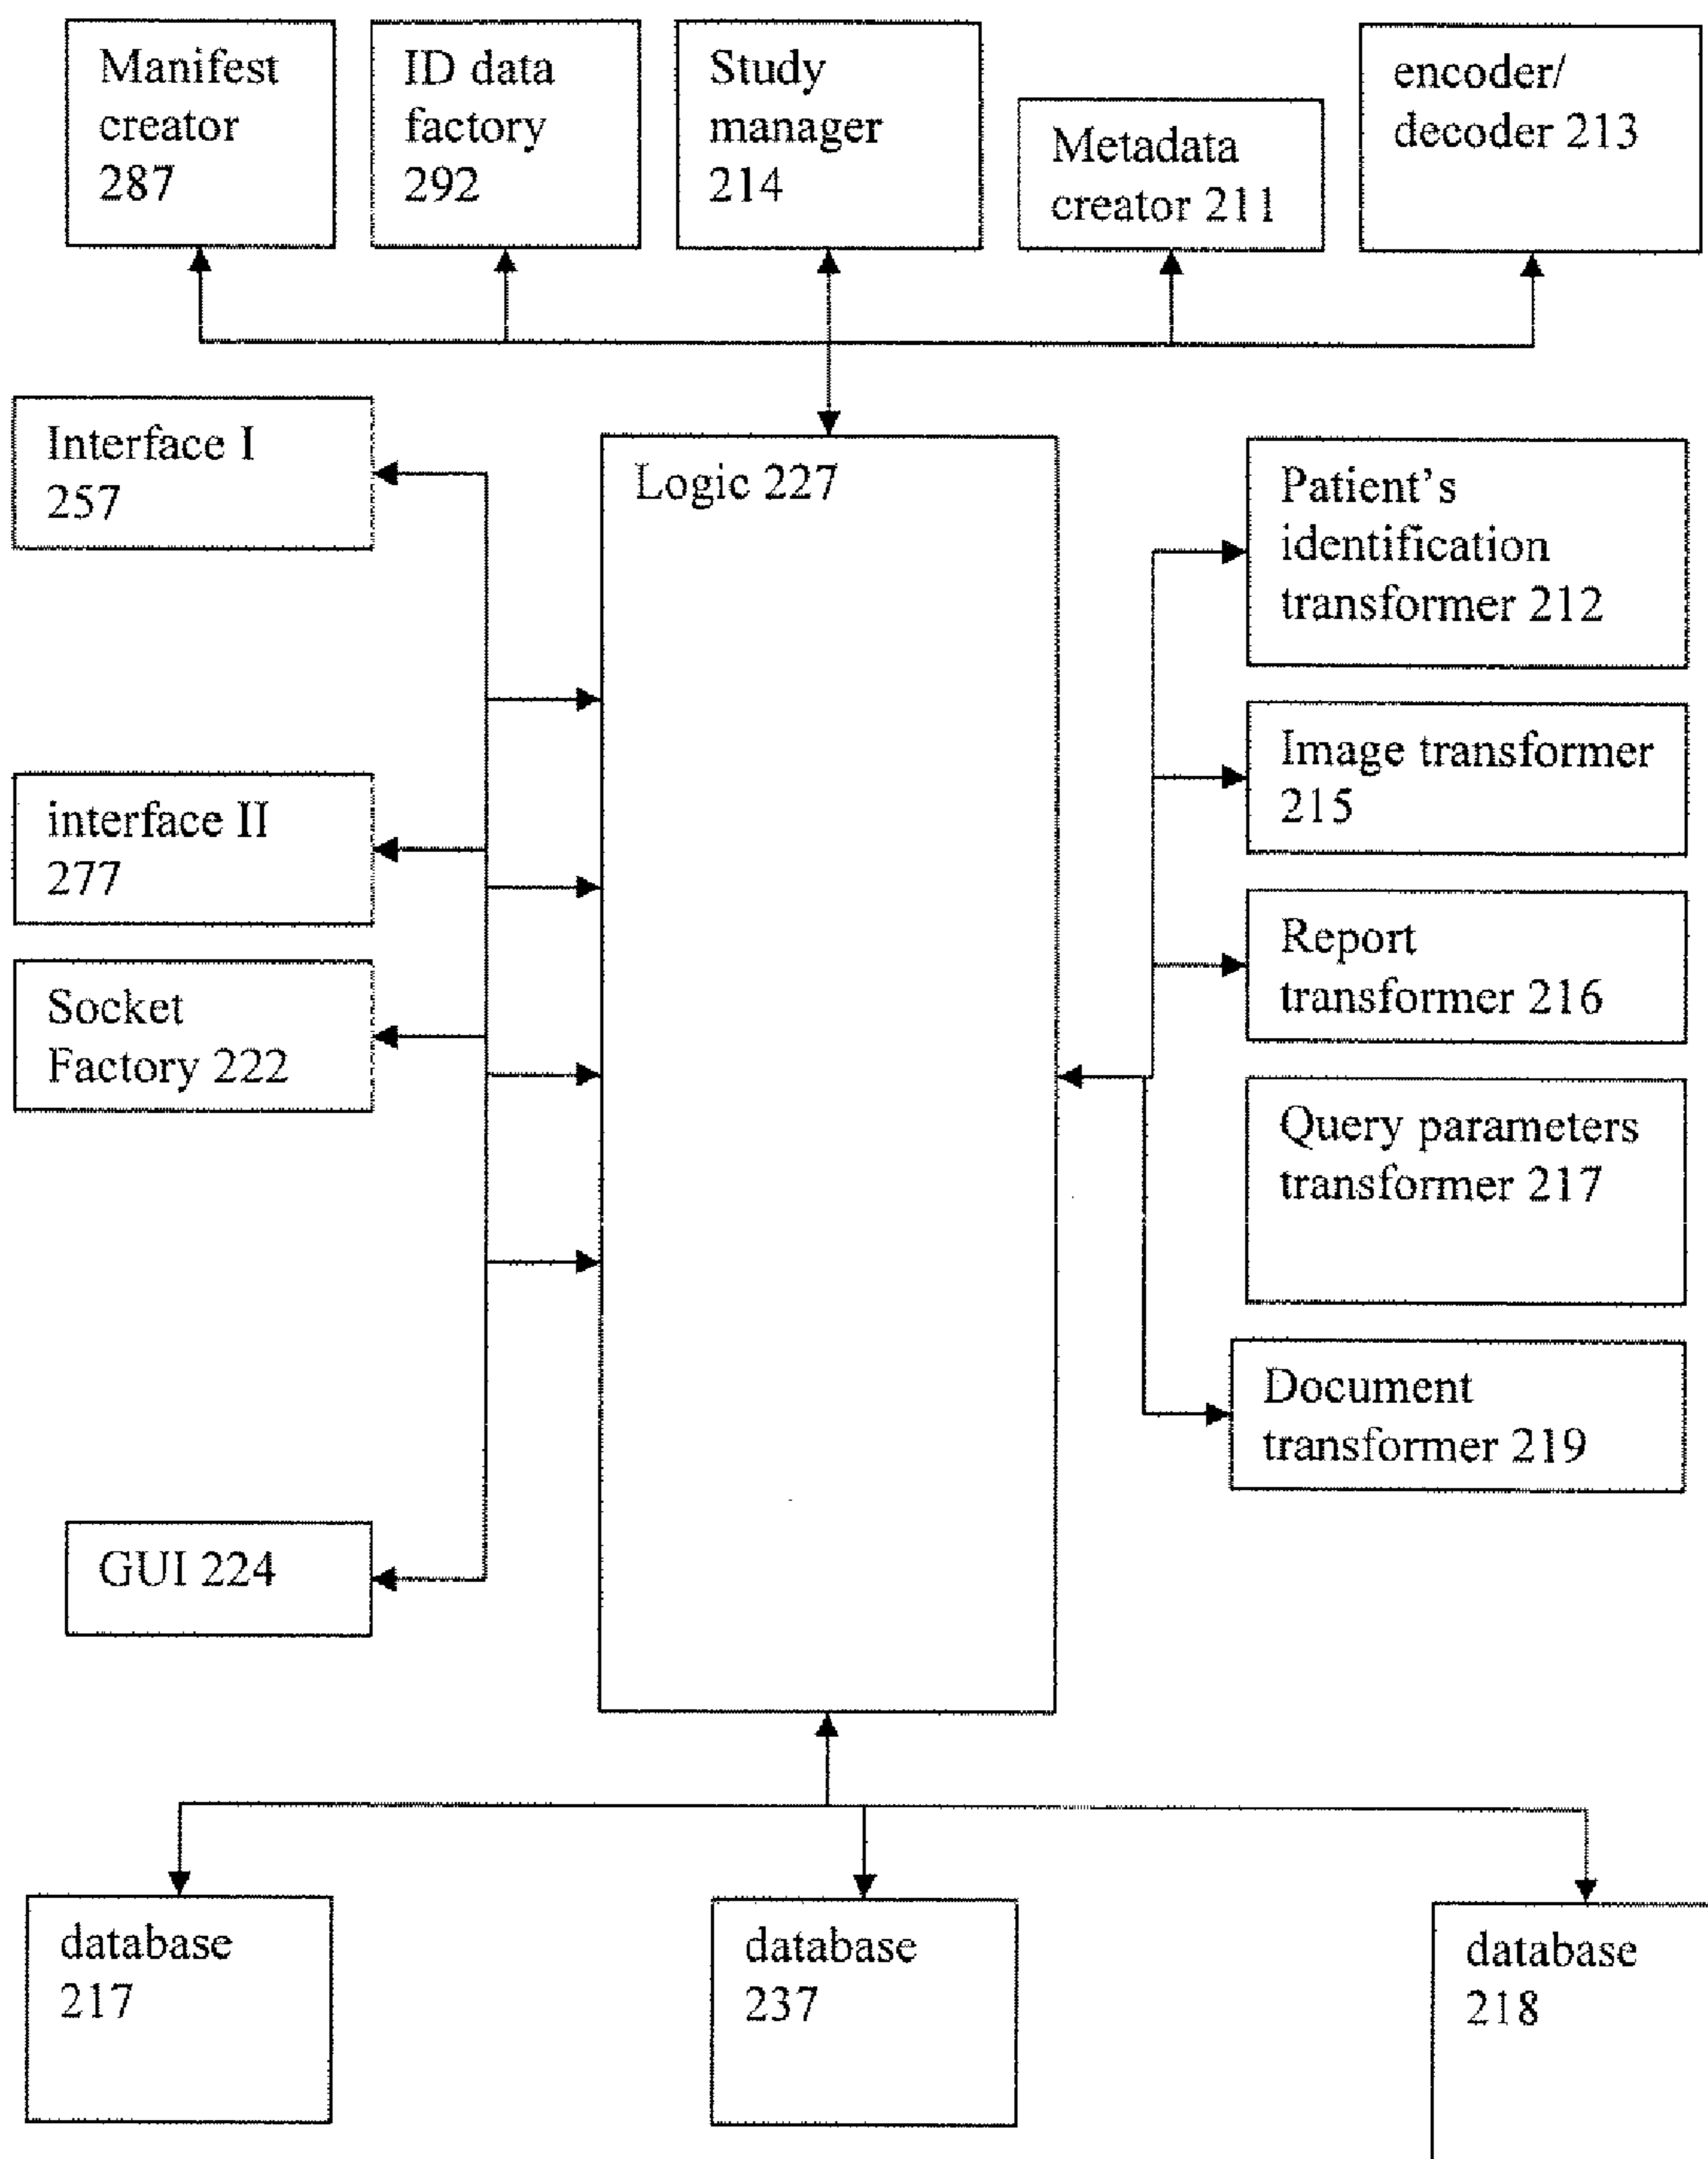 Manifest
creator
287
ID data
factory
292
Study
manager
214
Metadata
creator 211
encoder/
decoder 213
Interface I
257
Logic 227
Patient's
identification
transformer 212
interface II
277
Image transformer
215
Socket
Factory 222
Report
transformer 216
Query parameters
transformer 217
Document
transformer 219
GUI 224
database
217
database
237
database
218